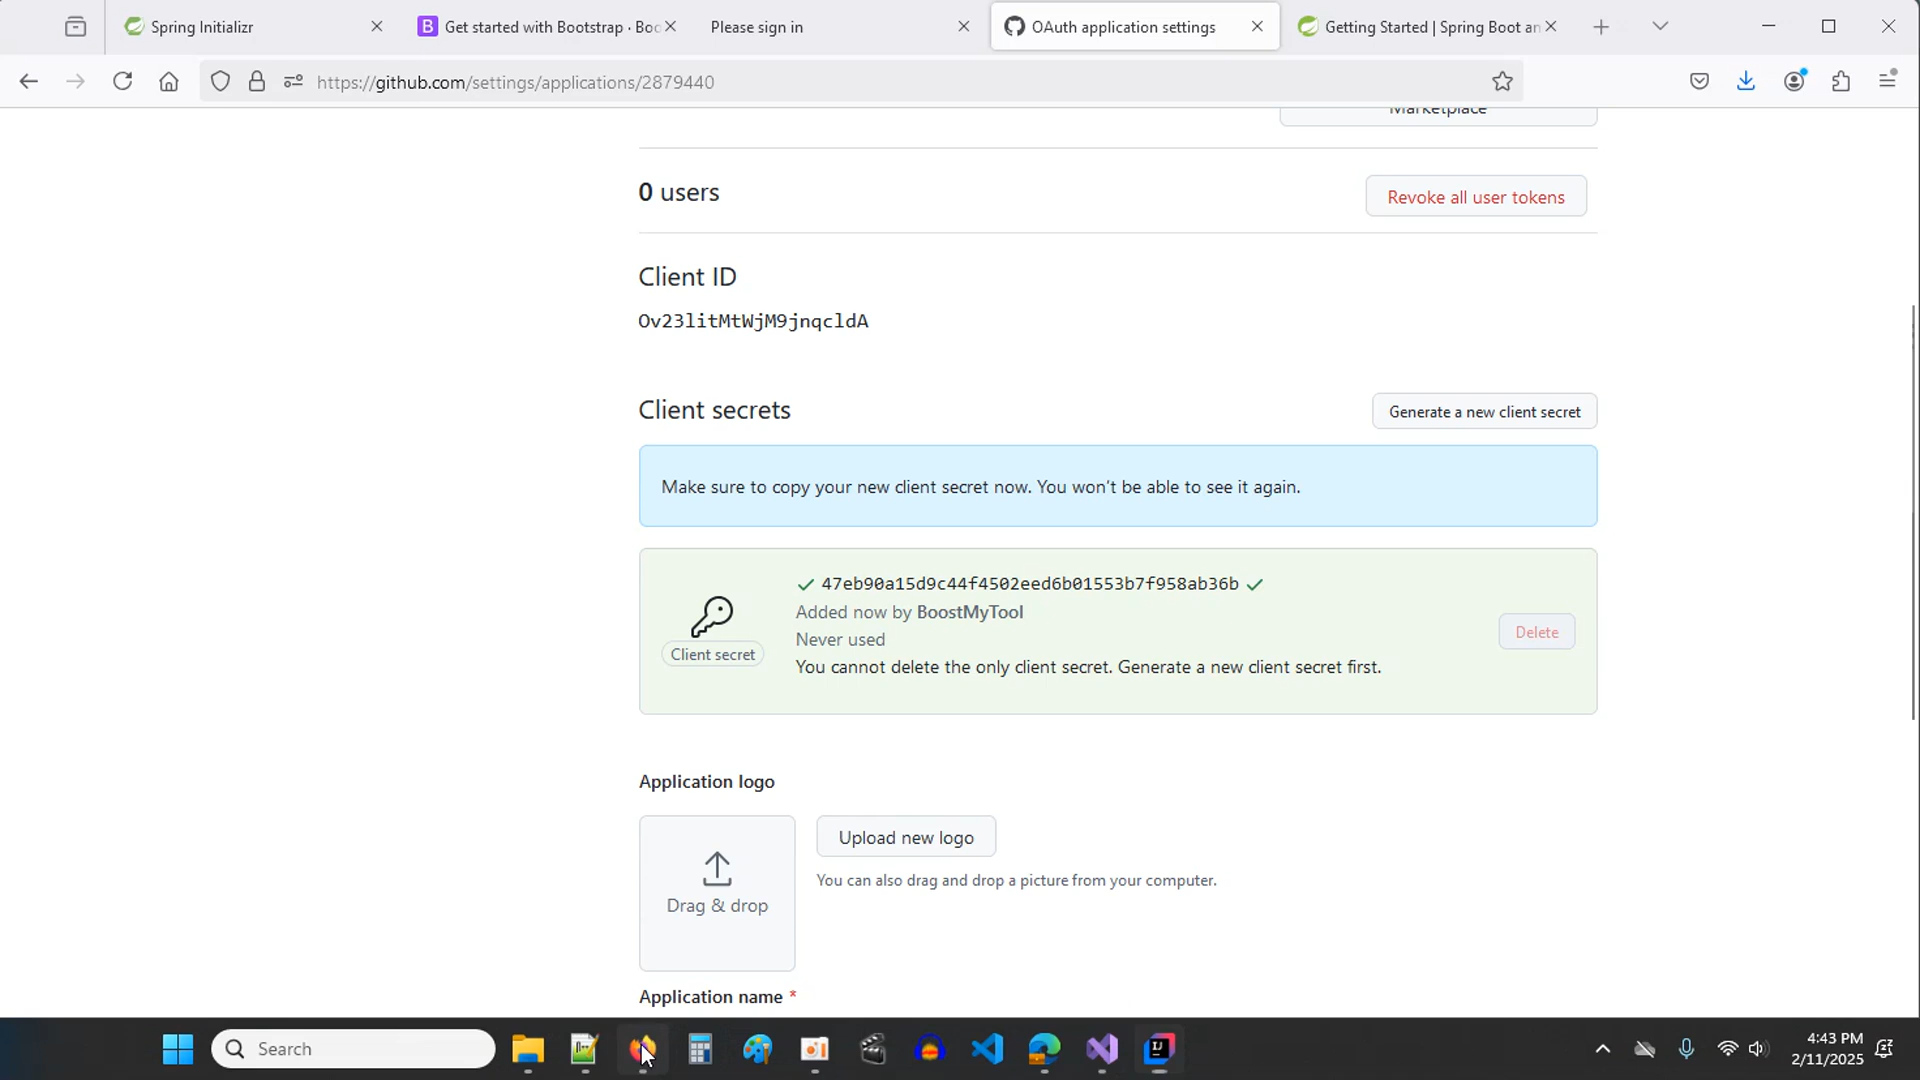 Spring Initializr
Get started with Bootstrap · Boo
Please sign in
OAuth application settings
Getting Started | Spring Boot an
https://github.com/settings/applications/2879440
Marketplace
0 users
Revoke all user tokens
Client ID
Ov23litMtWjM9jnqcldA
Client secrets
Generate a new client secret
Make sure to copy your new client secret now. You won't be able to see it again.
47eb90a15d9c44f4502eed6b01553b7f958ab36b
Added now by BoostMyTool
Never used
Client secret
Delete
You cannot delete the only client secret. Generate a new client secret first.
Application logo
Upload new logo
Drag & drop
You can also drag and drop a picture from your computer.
Application name *
Search
4:43 PM
2/11/2025